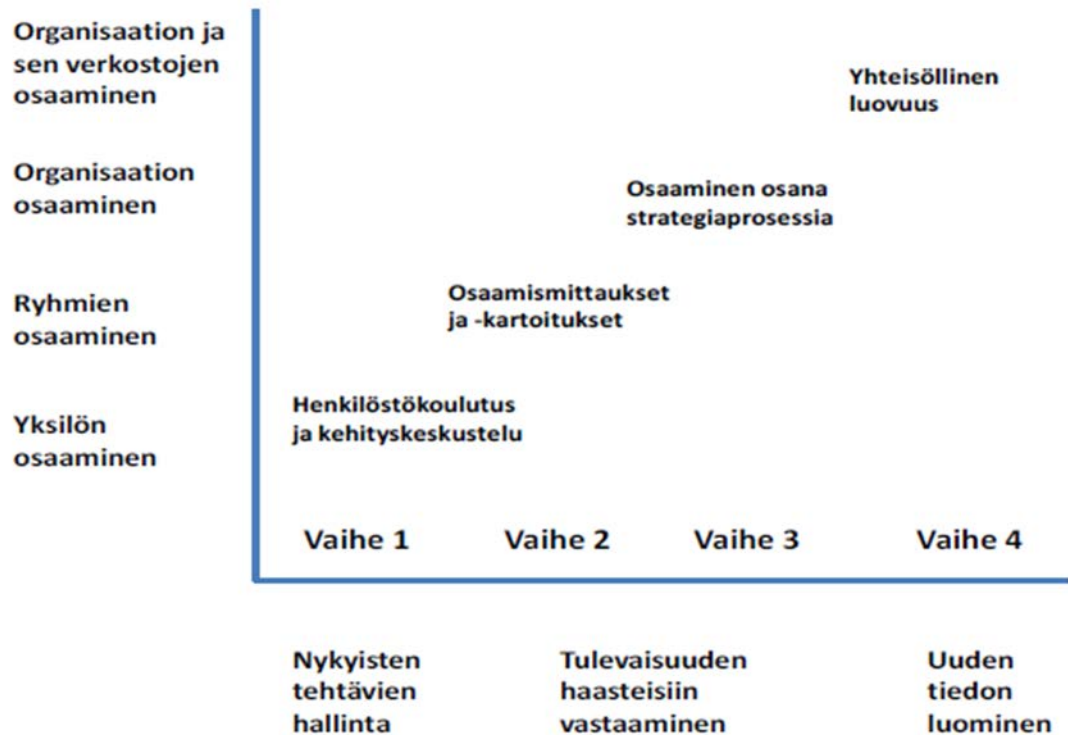 Organisaation ja
sen verkostojen
osaaminen
Yhteisöllinen
luovuus
Organisaation
osaaminen
Osaaminen osana
strategiaprosessia
Ryhmien
osaaminen
Osaamismittaukset
ja -kartoitukset
Yksilön
osaaminen
Henkilöstökoulutus
ja kehityskeskustelu
Vaihe 1
Vaihe 2
Vaihe 3
Vaihe 4
Nykyisten
tehtävien
hallinta
Tulevaisuuden
haasteisiin
vastaaminen
Uuden
tiedon
luominen